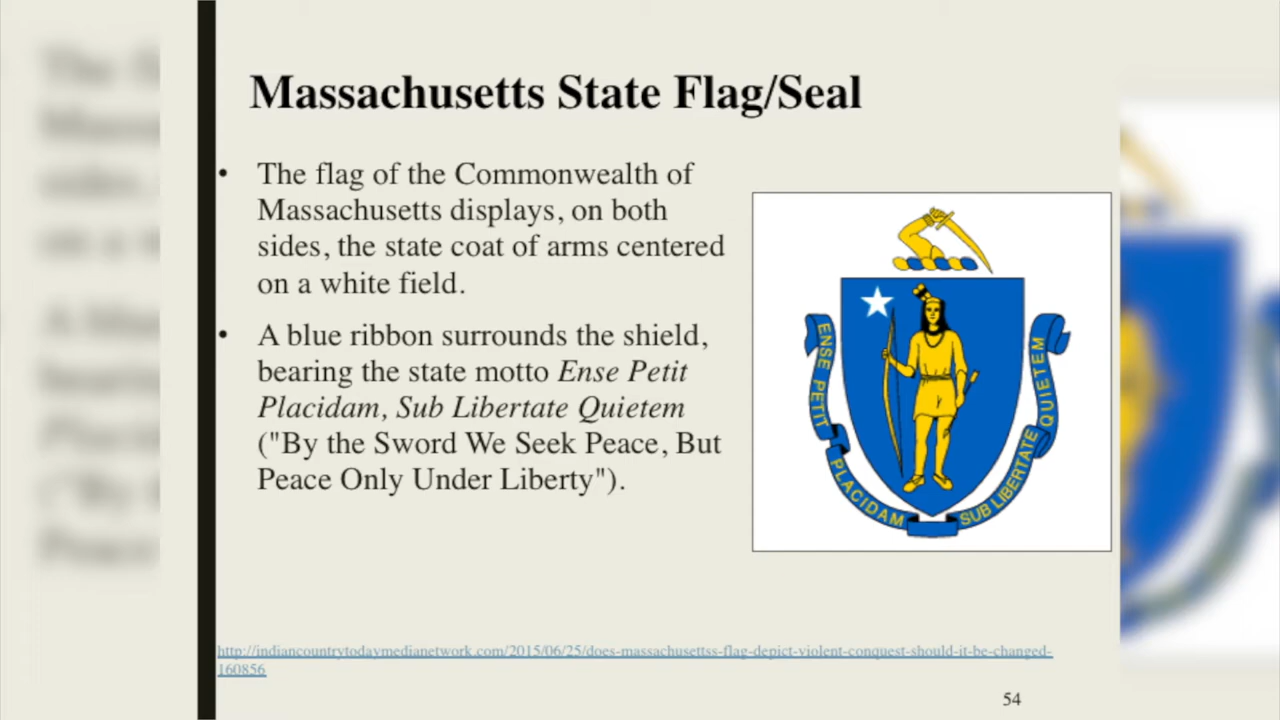 Massachusetts State Flag/Seal
• The flag of the Commonwealth of
Massachusetts displays, on both
sides, the state coat of arms centered
on a white field.
• A blue ribbon surrounds the shield,
bearing the state motto Ense Petit
Placidam, Sub Libertate Quietem
("By the Sword We Seek Peace, But
Peace Only Under Liberty").
ENSE PETIT
PLACIDAM
SUB LIBERTATE
QUIETEM
http://indiancountrytodaymedianetwork.com/2015/06/25/does-massachusettss-flag-depict-violent-conquest-should-it-be-changed-
160856
54